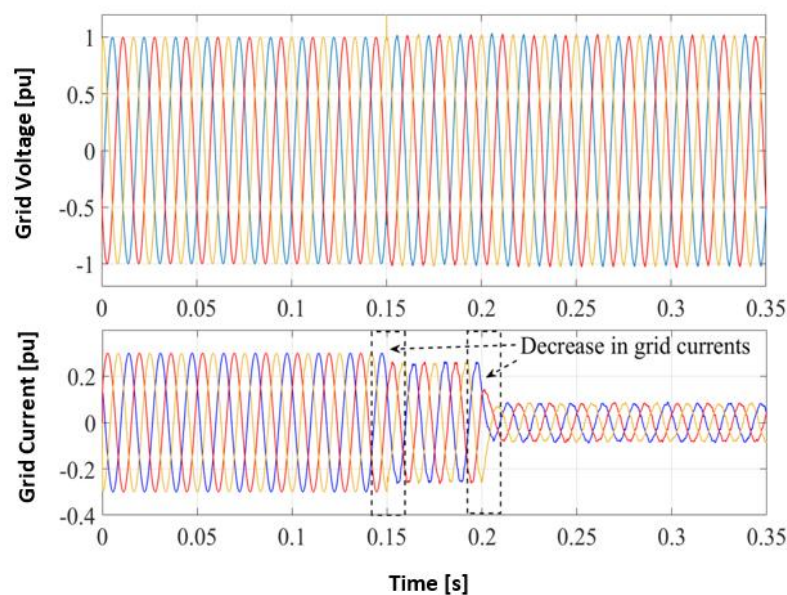 Grid Voltage [pu]
1
0.5
0
-0.5
-1
0 0.05 0.1 0.15 0.2 0.25 0.3 0.35
Grid Current [pu]
Decrease in grid currents
0.2
0
-0.2
-0.4
0 0.05 0.1 0.15 0.2 0.25 0.3 0.35
Time [s]